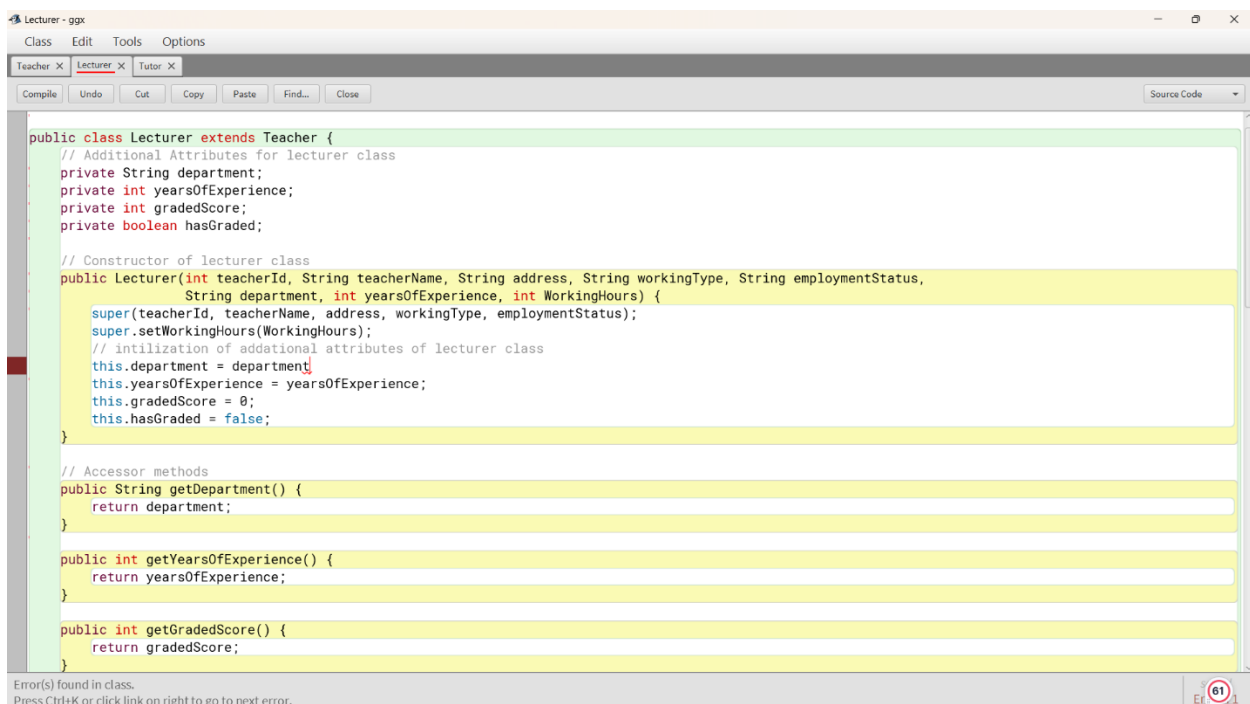 Lecturer - ggx
Class Edit Tools Options
Teacher X Lecturer X Tutor X
Compile Undo Cut Copy Paste Find... Close Source Code
public class Lecturer extends Teacher {
// Additional Attributes for lecturer class
private String department;
private int yearsOfExperience;
private int gradedScore;
private boolean hasGraded;
// Constructor of lecturer class
public Lecturer(int teacherId, String teacherName, String address, String workingType, String employmentStatus,
String department, int yearsOfExperience, int WorkingHours) {
super(teacherId, teacherName, address, workingType, employmentStatus);
super.setWorkingHours(WorkingHours);
// intilization of addational attributes of lecturer class
this.department = department
this.yearsOfExperience = yearsOfExperience;
this.gradedScore = 0;
this.hasGraded = false;
}
// Accessor methods
public String getDepartment() {
return department;
}
public int getYearsOfExperience() {
return yearsOfExperience;
}
public int getGradedScore() {
return gradedScore;
}
Error(s) found in class.
Press Ctrl+K or click link on right to go to next error.
61